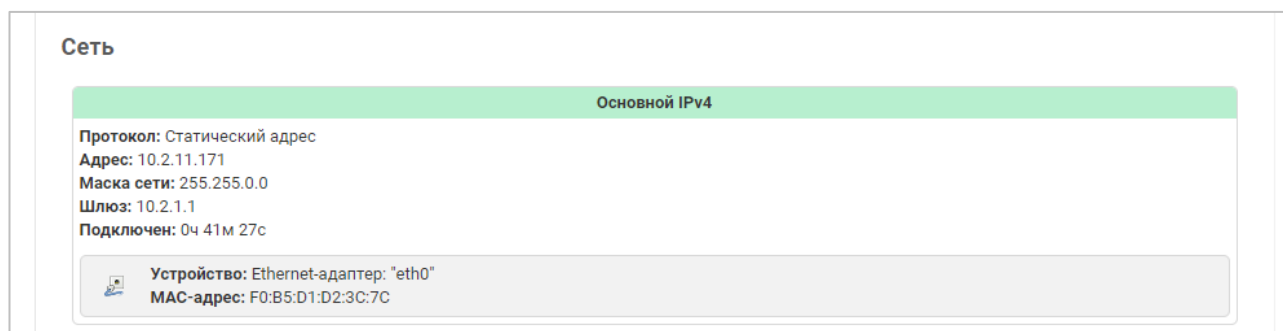 Сеть
Основной IPv4
Протокол: Статический адрес
Адрес: 10.2.11.171
Маска сети: 255.255.0.0
Шлюз: 10.2.1.1
Подключен: 0ч 41м 27с
Устройство: Ethernet-адаптер: "eth0"
MAC-адрес: F0:B5:D1:D2:3C:7C